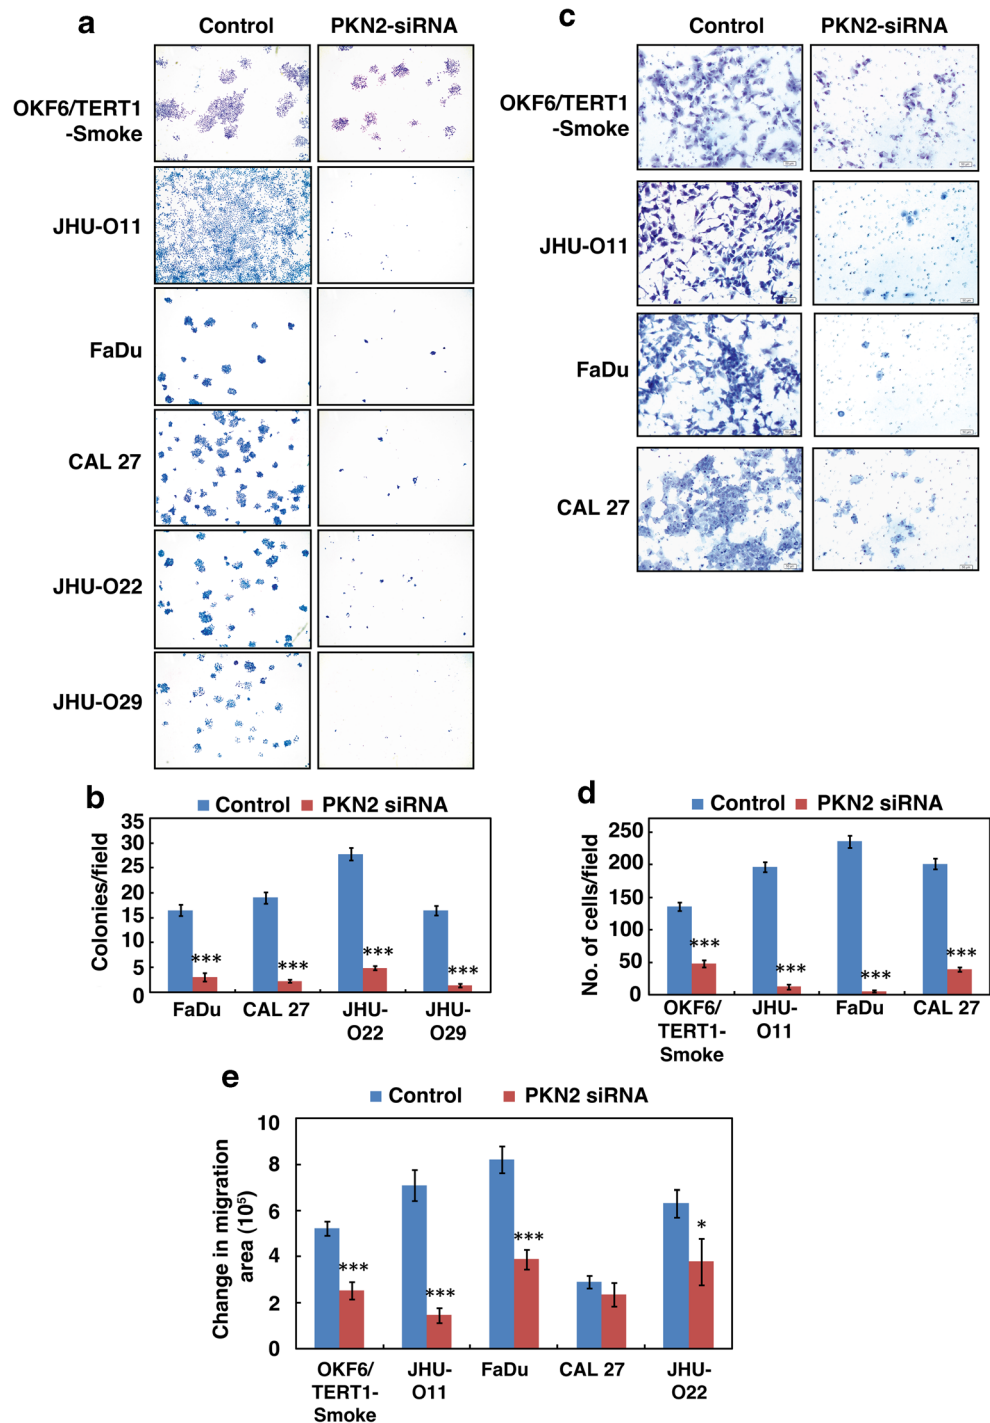 a
Control
PKN2-siRNA
OKF6/TERT1
-Smoke
JHU-O11
FaDu
CAL 27
JHU-O22
JHU-O29
c
Control
PKN2-siRNA
OKF6/TERT1
-Smoke
JHU-O11
FaDu
CAL 27
b
Control
PKN2 siRNA
Colonies/field
35
30
25
20
15
10
5
0
***
***
***
***
FaDu
CAL 27
JHU-
O22
JHU-
O29
d
Control
PKN2 siRNA
No. of cells/field
250
200
150
100
50
0
***
***
***
***
OKF6/
TERT1-
Smoke
JHU-
O11
FaDu
CAL 27
e
Control
PKN2 siRNA
Change in migration
area (10⁵)
10
8
6
4
2
0
***
***
***
*
OKF6/
TERT1-
Smoke
JHU-
O11
FaDu
CAL 27
JHU-
O22